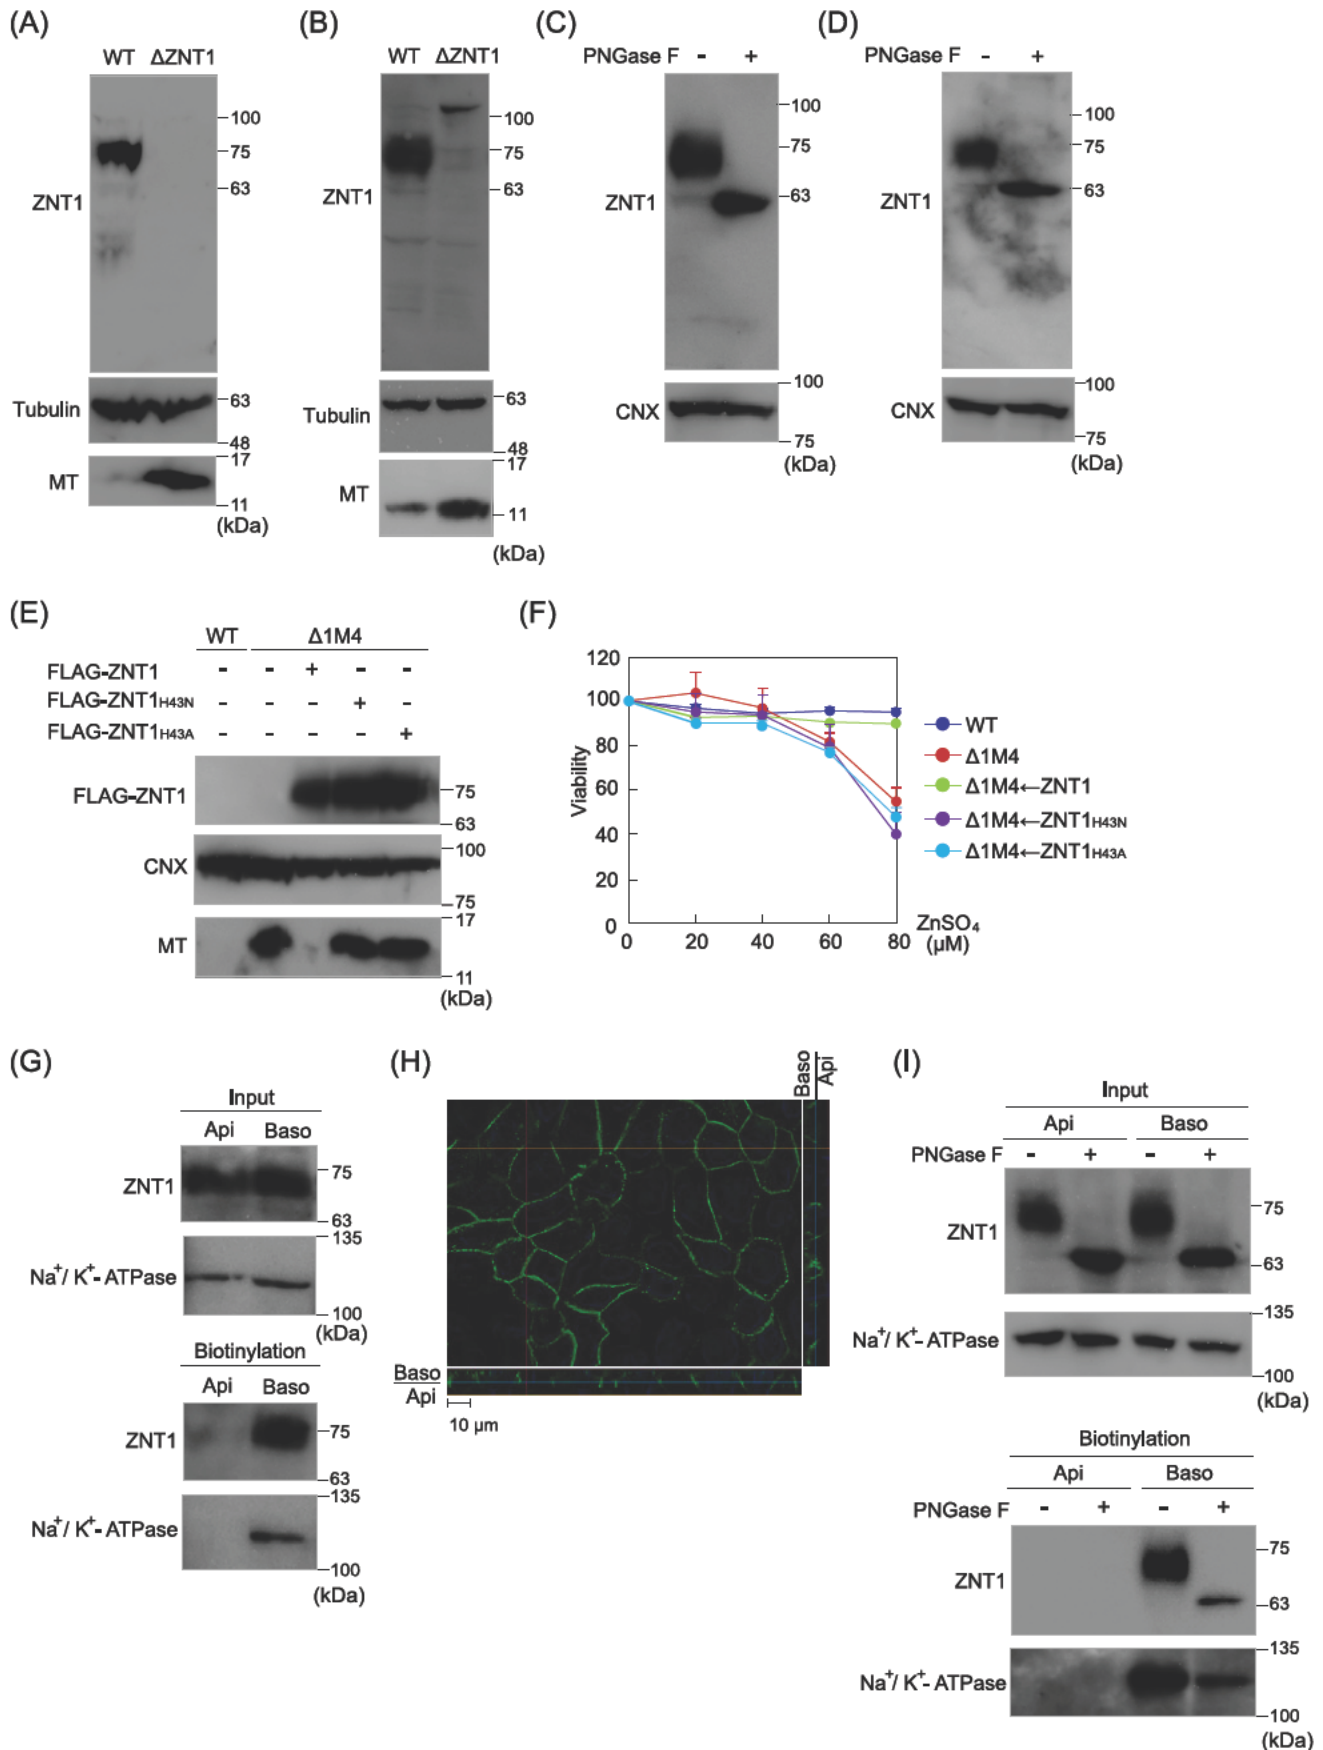 (A)
WT ΔZNT1
ZNT1
100
75
63
Tubulin
63
48
MT
17
11
(kDa)
(B)
WT ΔZNT1
ZNT1
100
75
63
Tubulin
63
48
MT
17
11
(kDa)
(C)
PNGase F - +
ZNT1
100
75
63
CNX
100
75
(kDa)
(D)
PNGase F - +
ZNT1
100
75
63
CNX
100
75
(kDa)
(E)
WT Δ1M4
FLAG-ZNT1 - - + - -
FLAG-ZNT1H43N - - - + -
FLAG-ZNT1H43A - - - - +
FLAG-ZNT1
75
63
CNX
100
75
MT
17
11
(kDa)
(F)
Viability
120
100
80
60
40
20
0
0 20 40 60 80
ZnSO4
(μM)
WT
Δ1M4
Δ1M4←ZNT1
Δ1M4←ZNT1H43N
Δ1M4←ZNT1H43A
(G)
Input
Api Baso
ZNT1
75
63
Na+/ K+- ATPase
135
100
(kDa)
Biotinylation
Api Baso
ZNT1
75
63
Na+/ K+- ATPase
135
100
(kDa)
(H)
Baso
Api
Baso
Api
10 μm
(I)
Input
Api Baso
PNGase F - + - +
ZNT1
75
63
Na+/ K+- ATPase
135
100
(kDa)
Biotinylation
Api Baso
PNGase F - + - +
ZNT1
75
63
Na+/ K+- ATPase
135
100
(kDa)